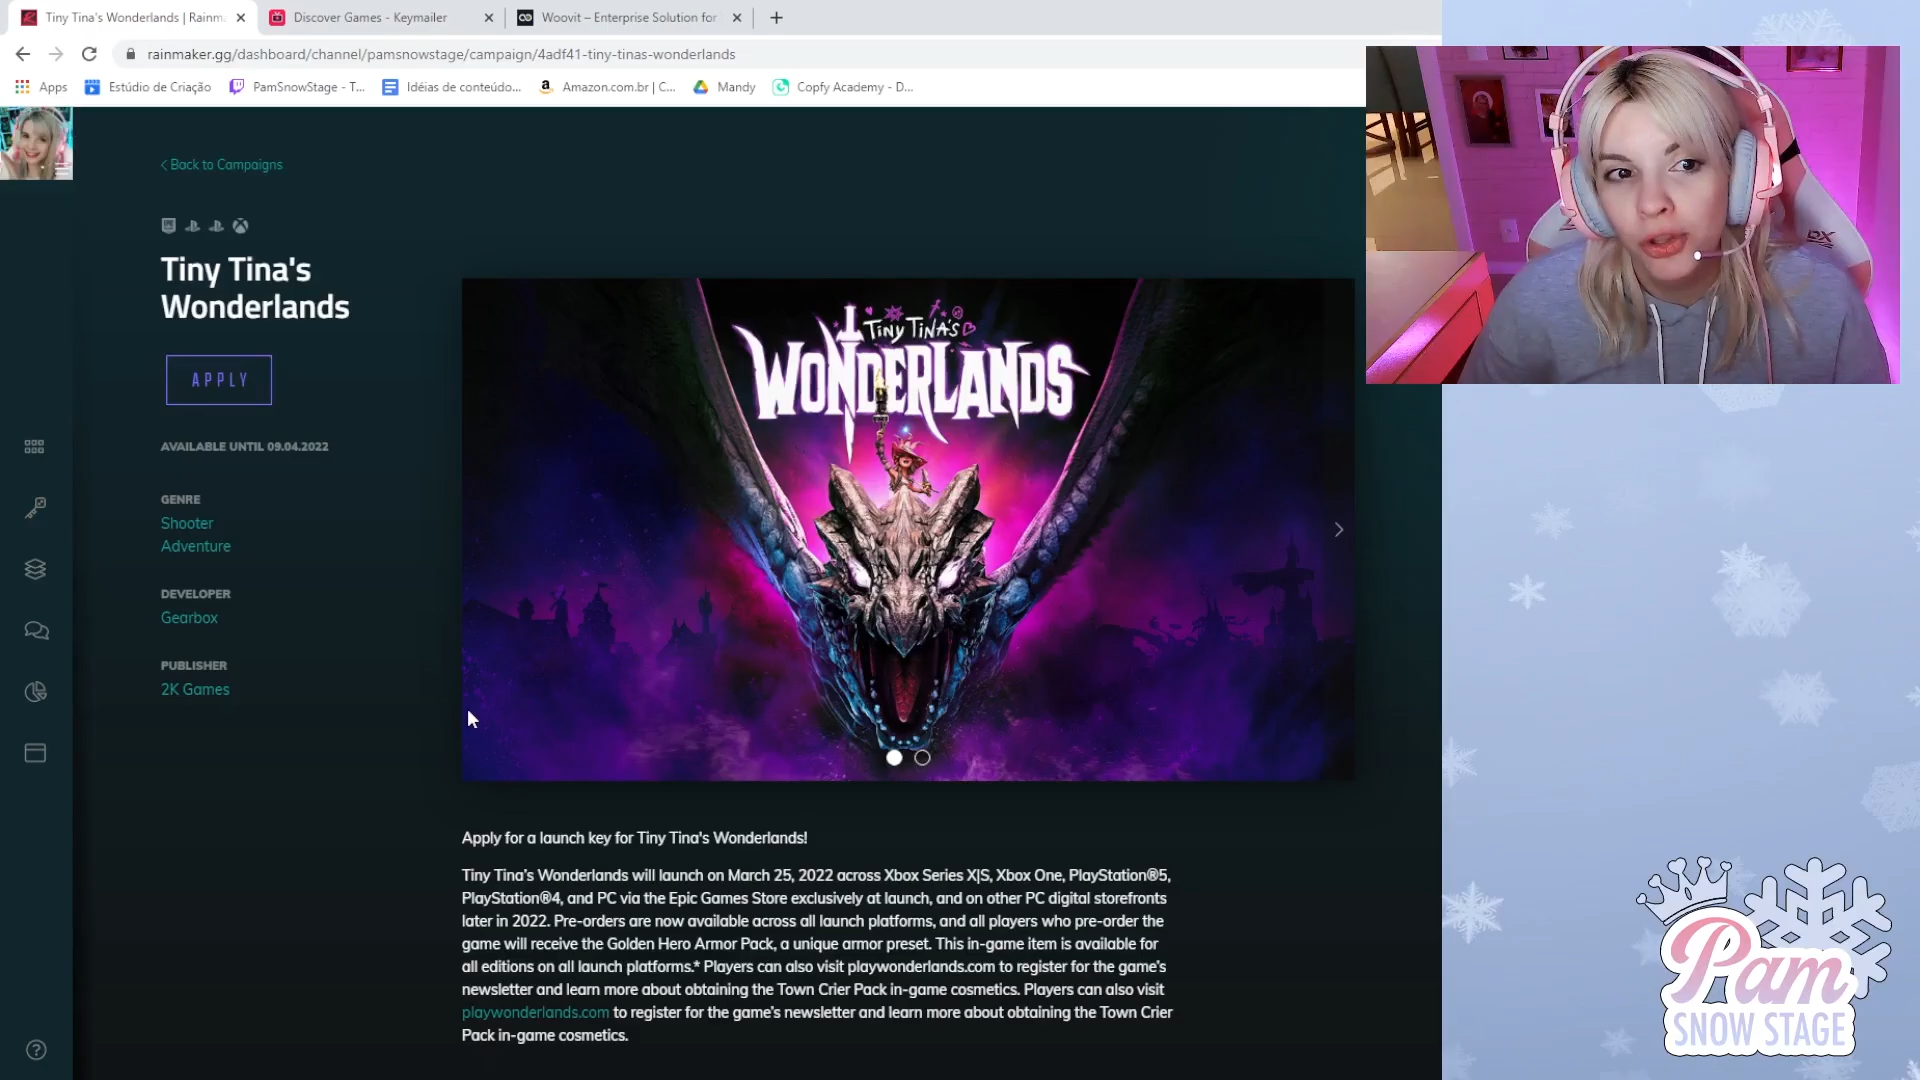 Tiny Tina's Wonderlands | Rainm
Discover Games - Keymailer
Woovit – Enterprise Solution for
rainmaker.gg/dashboard/channel/pamsnowstage/campaign/4adf41-tiny-tinas-wonderlands
Apps
Estúdio de Criação
PamSnowStage - T...
Idéias de conteúdo...
Amazon.com.br | C...
Mandy
Copfy Academy - D...
Back to Campaigns
Tiny Tina's
Wonderlands
APPLY
AVAILABLE UNTIL 09.04.2022
GENRE
Shooter
Adventure
DEVELOPER
Gearbox
PUBLISHER
2K Games
TINY TINA'S
WONDERLANDS
Apply for a launch key for Tiny Tina's Wonderlands!
Tiny Tina's Wonderlands will launch on March 25, 2022 across Xbox Series X|S, Xbox One, PlayStation®5,
PlayStation®4, and PC via the Epic Games Store exclusively at launch, and on other PC digital storefronts
later in 2022. Pre-orders are now available across all launch platforms, and all players who pre-order the
game will receive the Golden Hero Armor Pack, a unique armor preset. This in-game item is available for
all editions on all launch platforms.* Players can also visit playwonderlands.com to register for the game's
newsletter and learn more about obtaining the Town Crier Pack in-game cosmetics. Players can also visit
playwonderlands.com to register for the game's newsletter and learn more about obtaining the Town Crier
Pack in-game cosmetics.
DX
Pam
SNOW STAGE